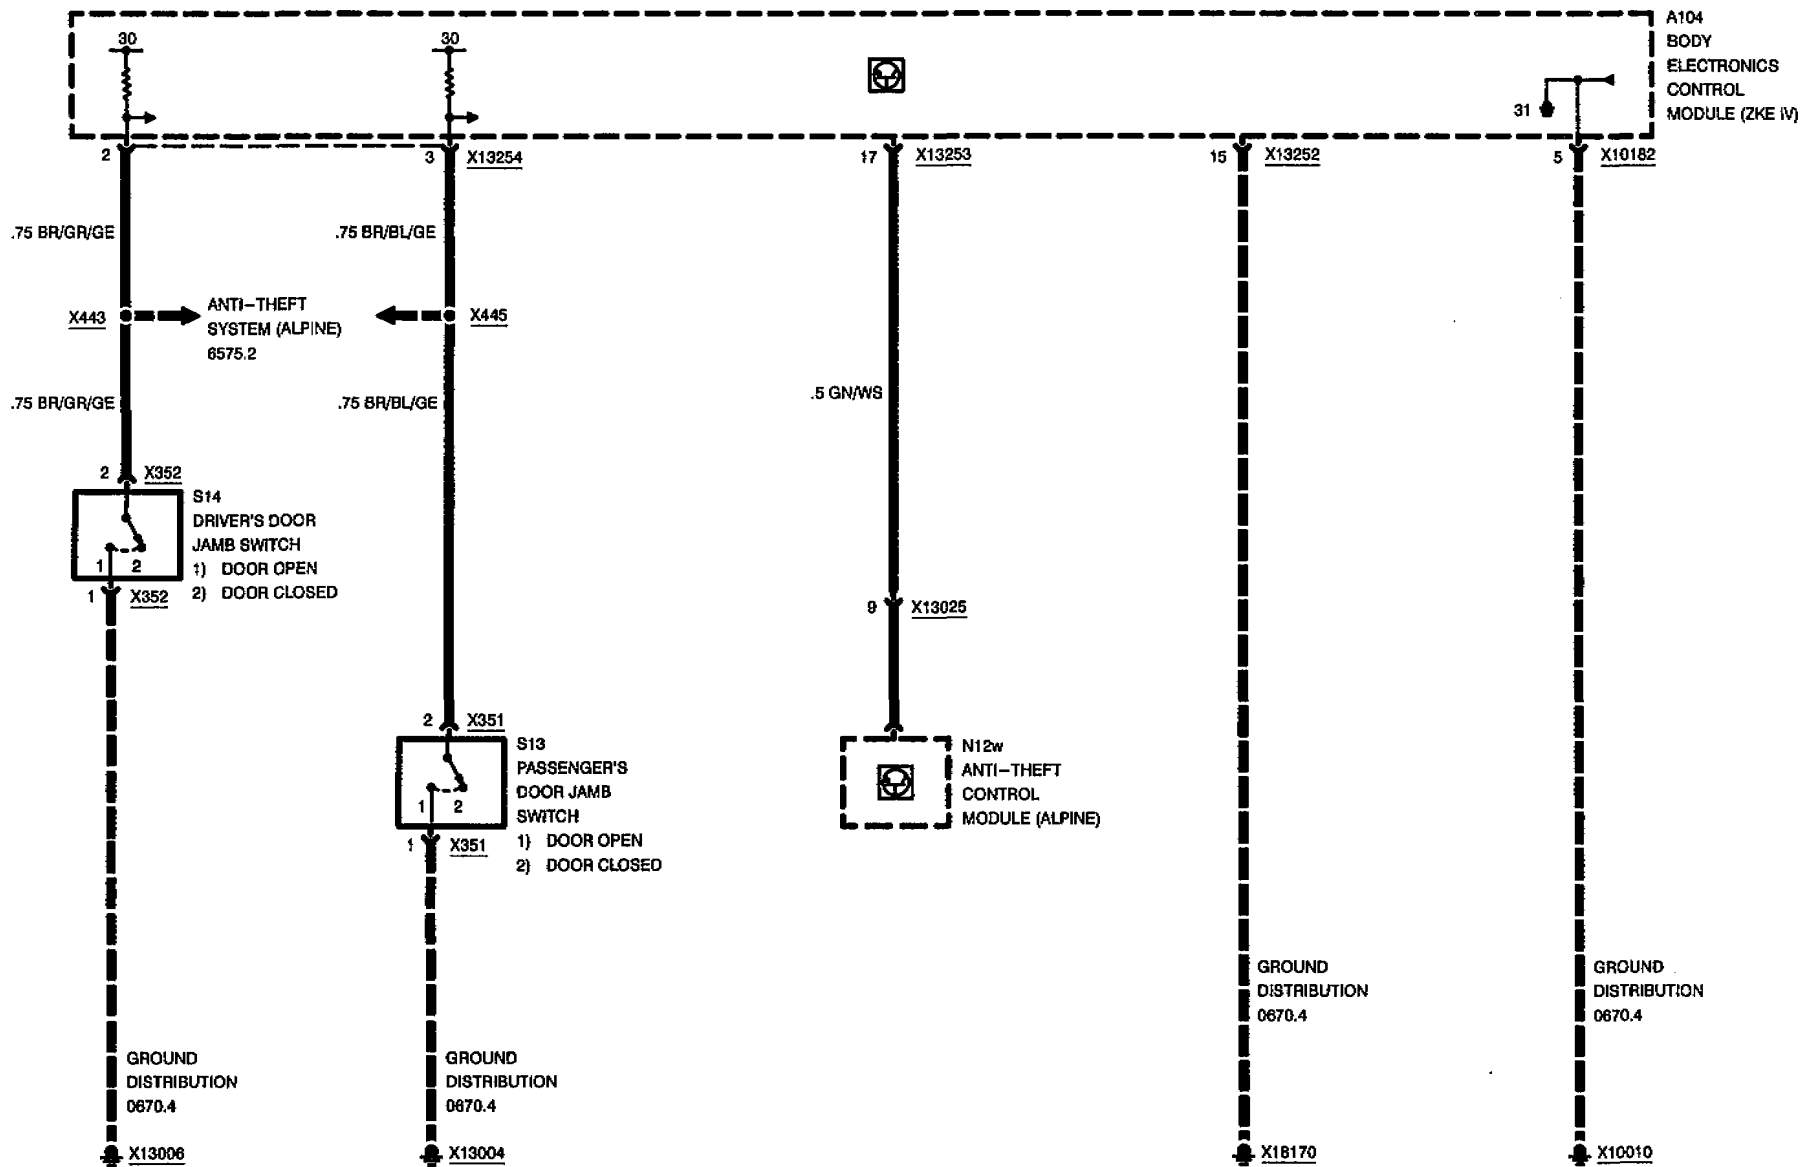 A104
BODY
ELECTRONICS
CONTROL
MODULE (ZKE IV)
30
30
31
2
3
X13254
17
X13253
15
X13252
5
X10182
.75 BR/GR/GE
.75 BR/BL/GE
X443
ANTI-THEFT
SYSTEM (ALPINE)
6575.2
X445
.75 BR/GR/GE
.75 BR/BL/GE
.5 GN/WS
2
X352
S14
DRIVER'S DOOR
JAMB SWITCH
1) DOOR OPEN
2) DOOR CLOSED
1
2
1
X352
9
X13025
2
X351
S13
PASSENGER'S
DOOR JAMB
SWITCH
1) DOOR OPEN
2) DOOR CLOSED
1
2
1
X351
N12w
ANTI-THEFT
CONTROL
MODULE (ALPINE)
GROUND
DISTRIBUTION
0670.4
GROUND
DISTRIBUTION
0670.4
GROUND
DISTRIBUTION
0670.4
GROUND
DISTRIBUTION
0670.4
X13006
X13004
X18170
X10010